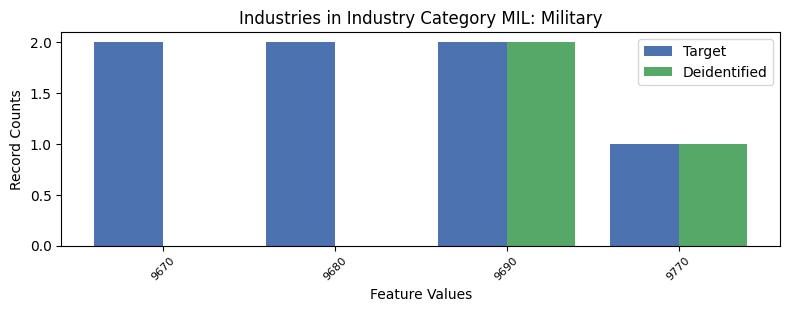 Industries in Industry Category MIL: Military
Target
Deidentified
Record Counts
2.0
1.5
1.0
0.5
0.0
9670
9680
9690
9770
Feature Values